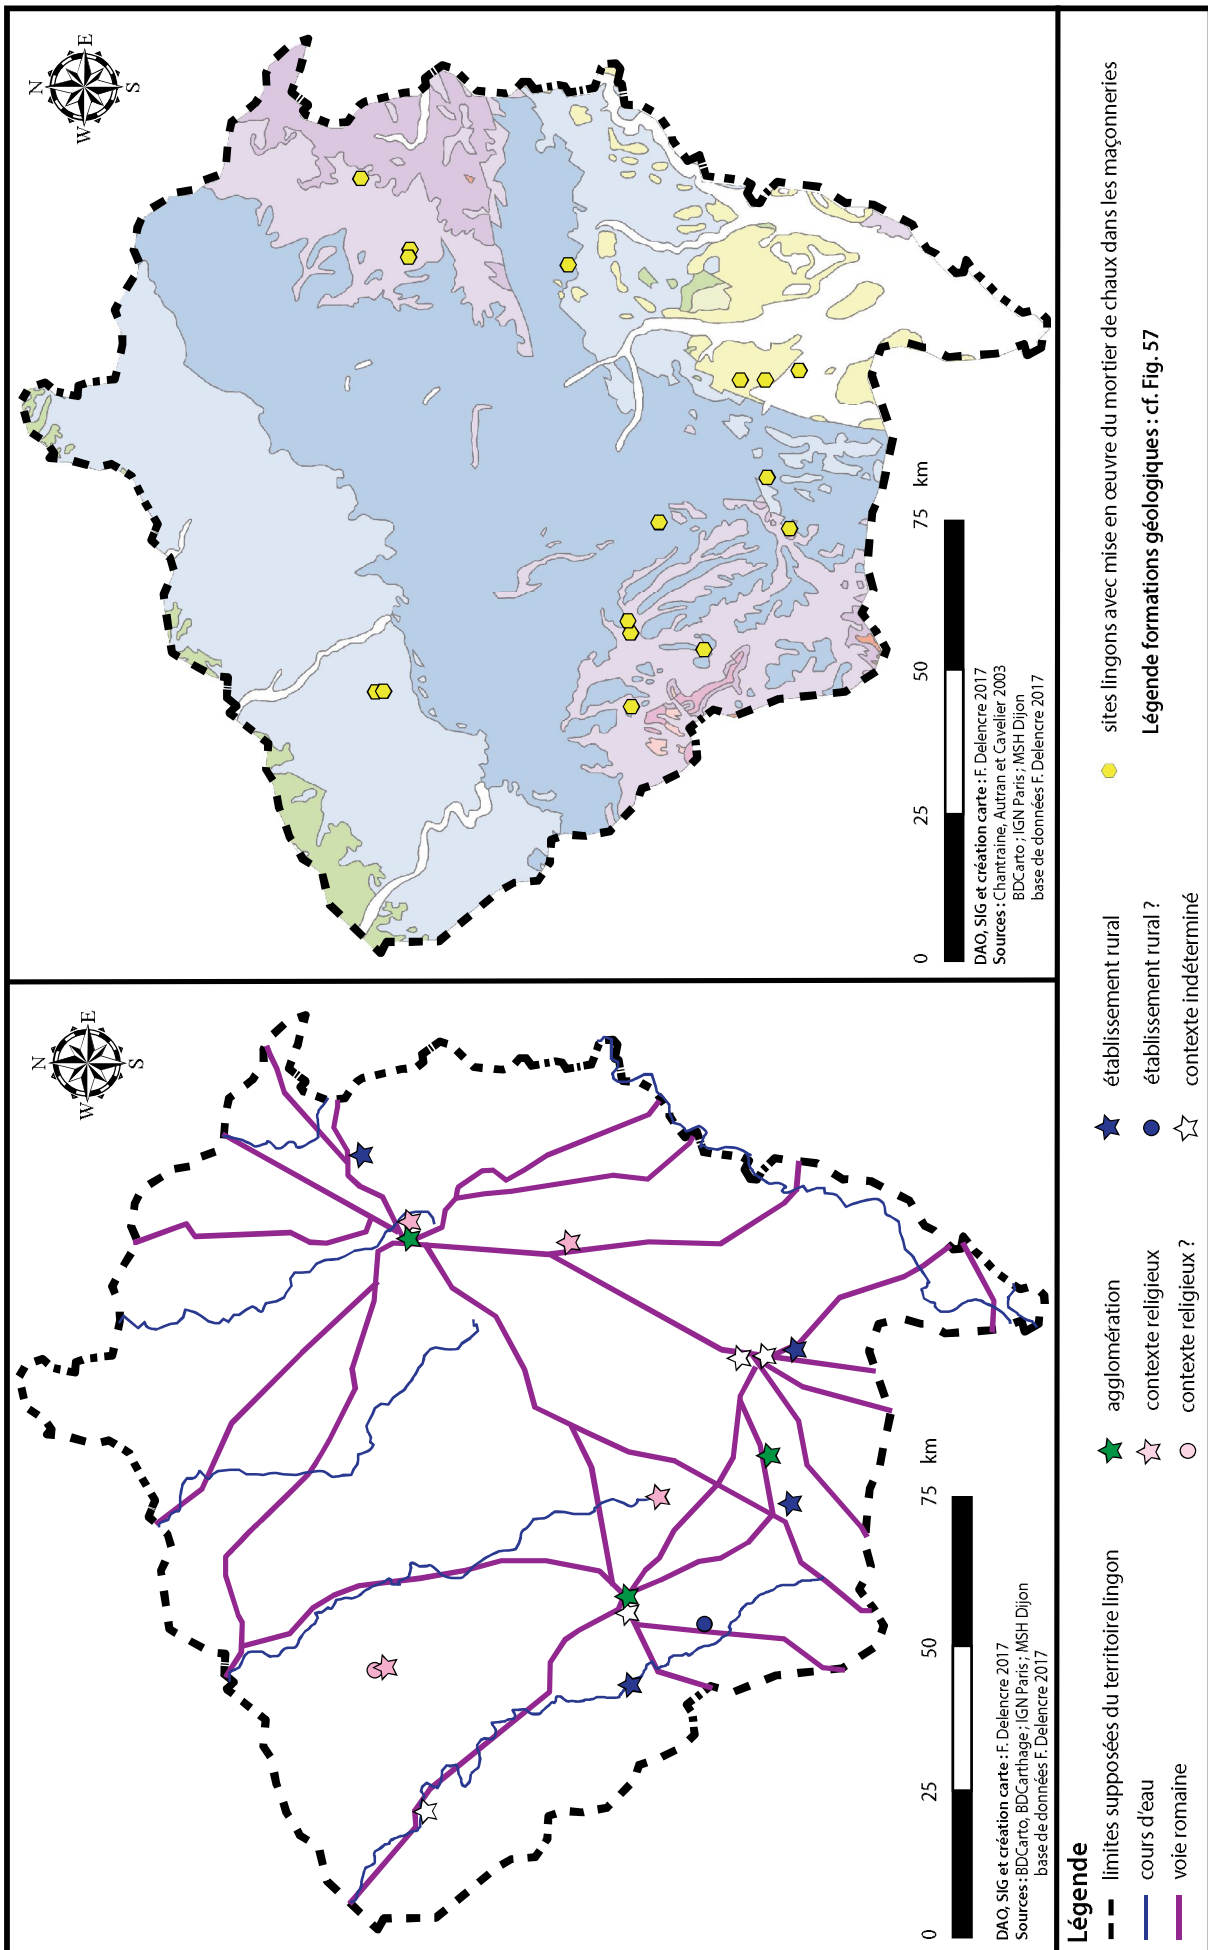 N
E
S
W
0
25
50
75
km
DAO, SIG et création carte : F. Delencre 2017
Sources : BDCarto, BDCarthage ; IGN Paris ; MSH Dijon
base de données F. Delencre 2017
N
E
S
W
0
25
50
75
km
DAO, SIG et création carte : F. Delencre 2017
Sources : Chantraine, Autran et Cavelier 2003
BDCarto ; IGN Paris ; MSH Dijon
base de données F. Delencre 2017
Légende
limites supposées du territoire lingon
cours d'eau
voie romaine
agglomération
contexte religieux
contexte religieux ?
établissement rural
établissement rural ?
contexte indéterminé
sites lingons avec mise en œuvre du mortier de chaux dans les maçonneries
Légende formations géologiques : cf. Fig. 57